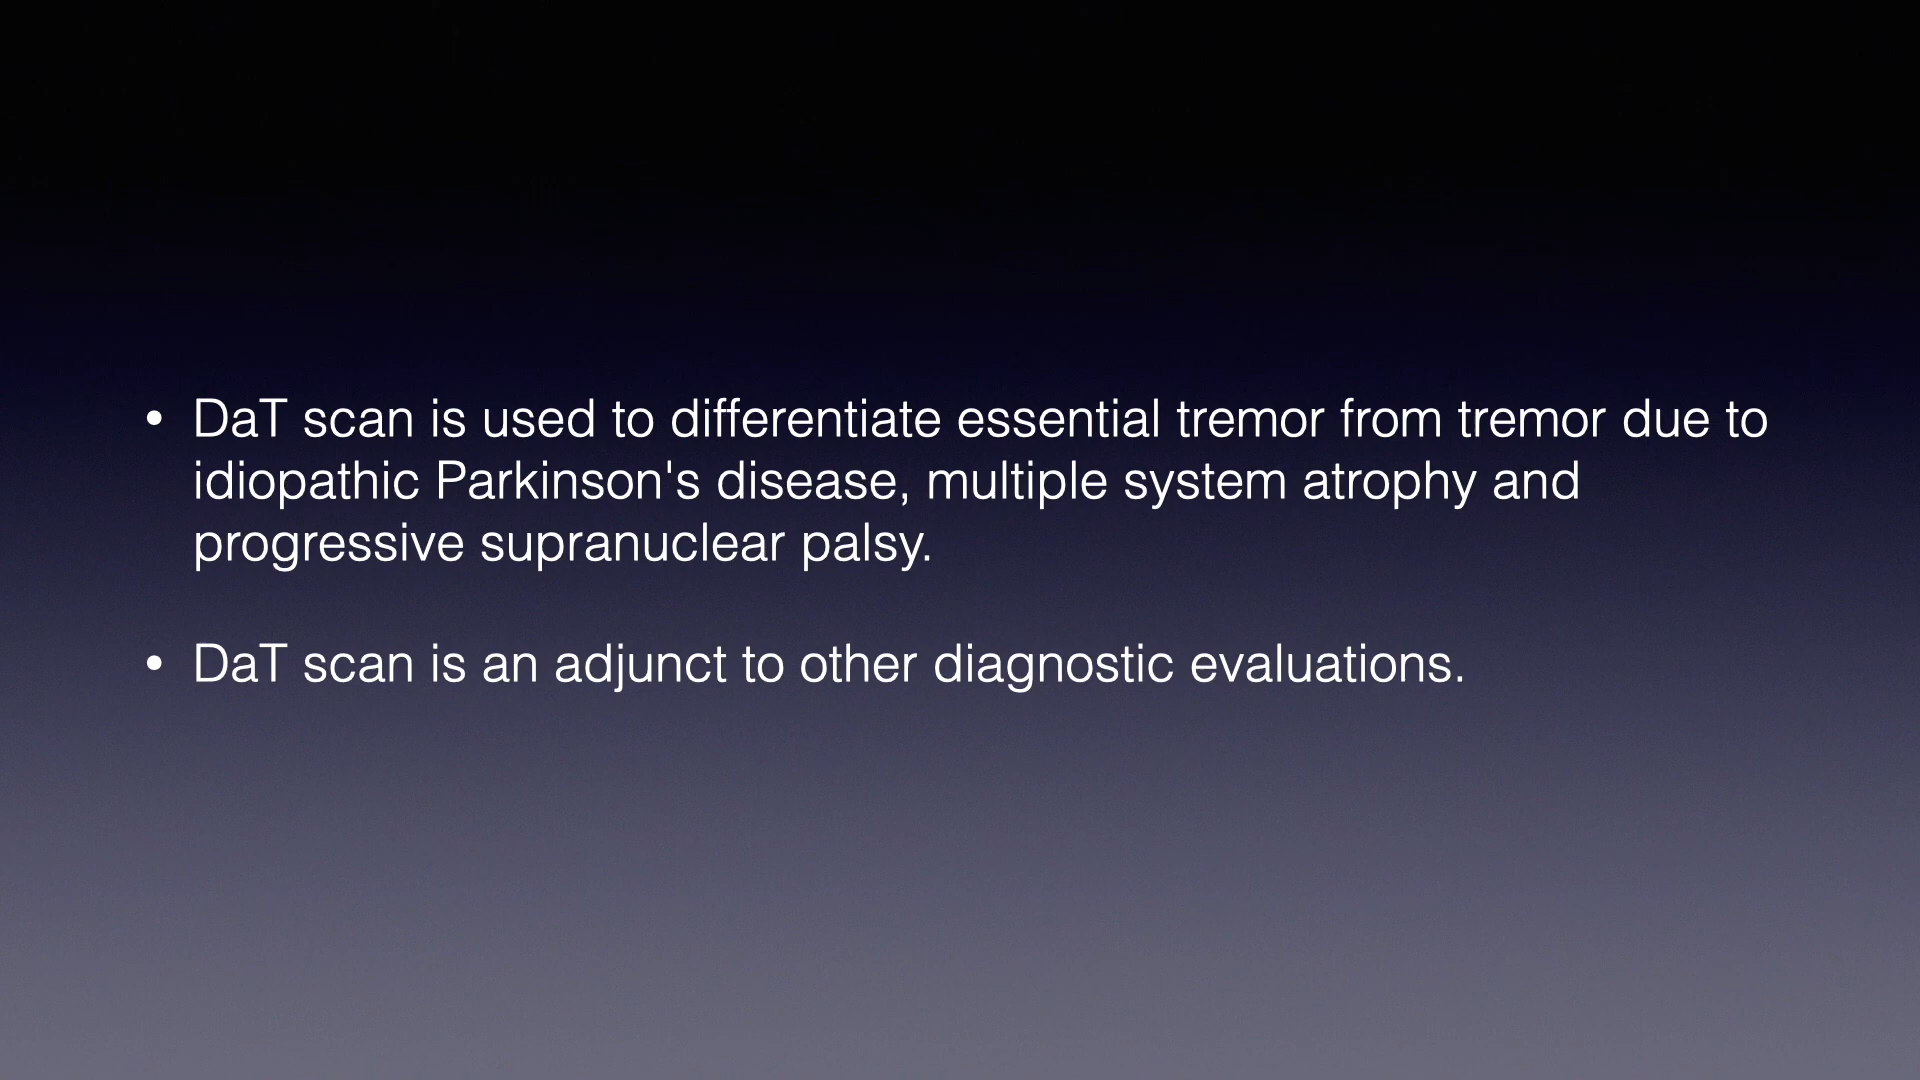 • DaT scan is used to differentiate essential tremor from tremor due to
idiopathic Parkinson's disease, multiple system atrophy and
progressive supranuclear palsy.
• DaT scan is an adjunct to other diagnostic evaluations.